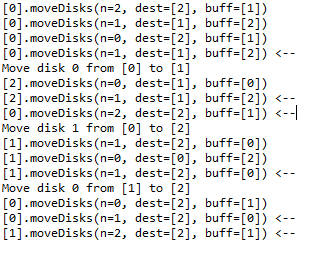 [0].moveDisks(n=2, dest=[2], buff=[1])
[0].moveDisks(n=1, dest=[1], buff=[2])
[0].moveDisks(n=0, dest=[2], buff=[1])
[0].moveDisks(n=1, dest=[1], buff=[2]) <--
Move disk 0 from [0] to [1]
[2].moveDisks(n=0, dest=[1], buff=[0])
[2].moveDisks(n=1, dest=[1], buff=[2]) <--
[0].moveDisks(n=2, dest=[2], buff=[1]) <--
Move disk 1 from [0] to [2]
[1].moveDisks(n=1, dest=[2], buff=[0])
[1].moveDisks(n=0, dest=[0], buff=[2])
[1].moveDisks(n=1, dest=[2], buff=[0]) <--
Move disk 0 from [1] to [2]
[0].moveDisks(n=0, dest=[2], buff=[1])
[0].moveDisks(n=1, dest=[2], buff=[0]) <--
[1].moveDisks(n=2, dest=[2], buff=[1]) <--